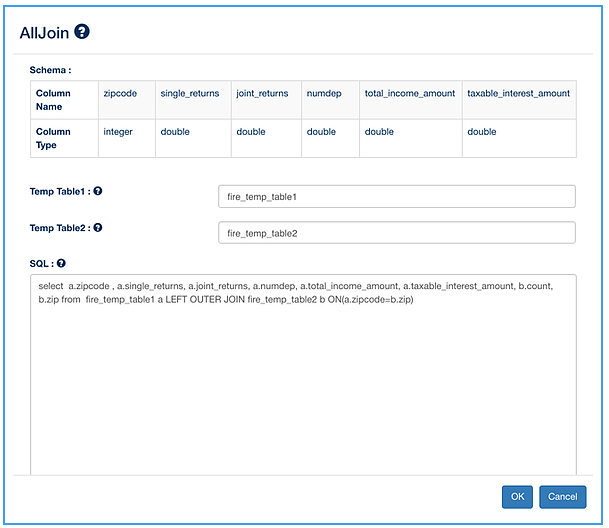 AllJoin ?
Schema :
Column Name zipcode single_returns joint_returns numdep total_income_amount taxable_interest_amount
Column Type integer double double double double double
Temp Table1 : ? fire_temp_table1
Temp Table2 : ? fire_temp_table2
SQL : ?
select  a.zipcode , a.single_returns, a.joint_returns, a.numdep, a.total_income_amount, a.taxable_interest_amount, b.count,
b.zip from  fire_temp_table1 a LEFT OUTER JOIN fire_temp_table2 b ON(a.zipcode=b.zip)
OK Cancel